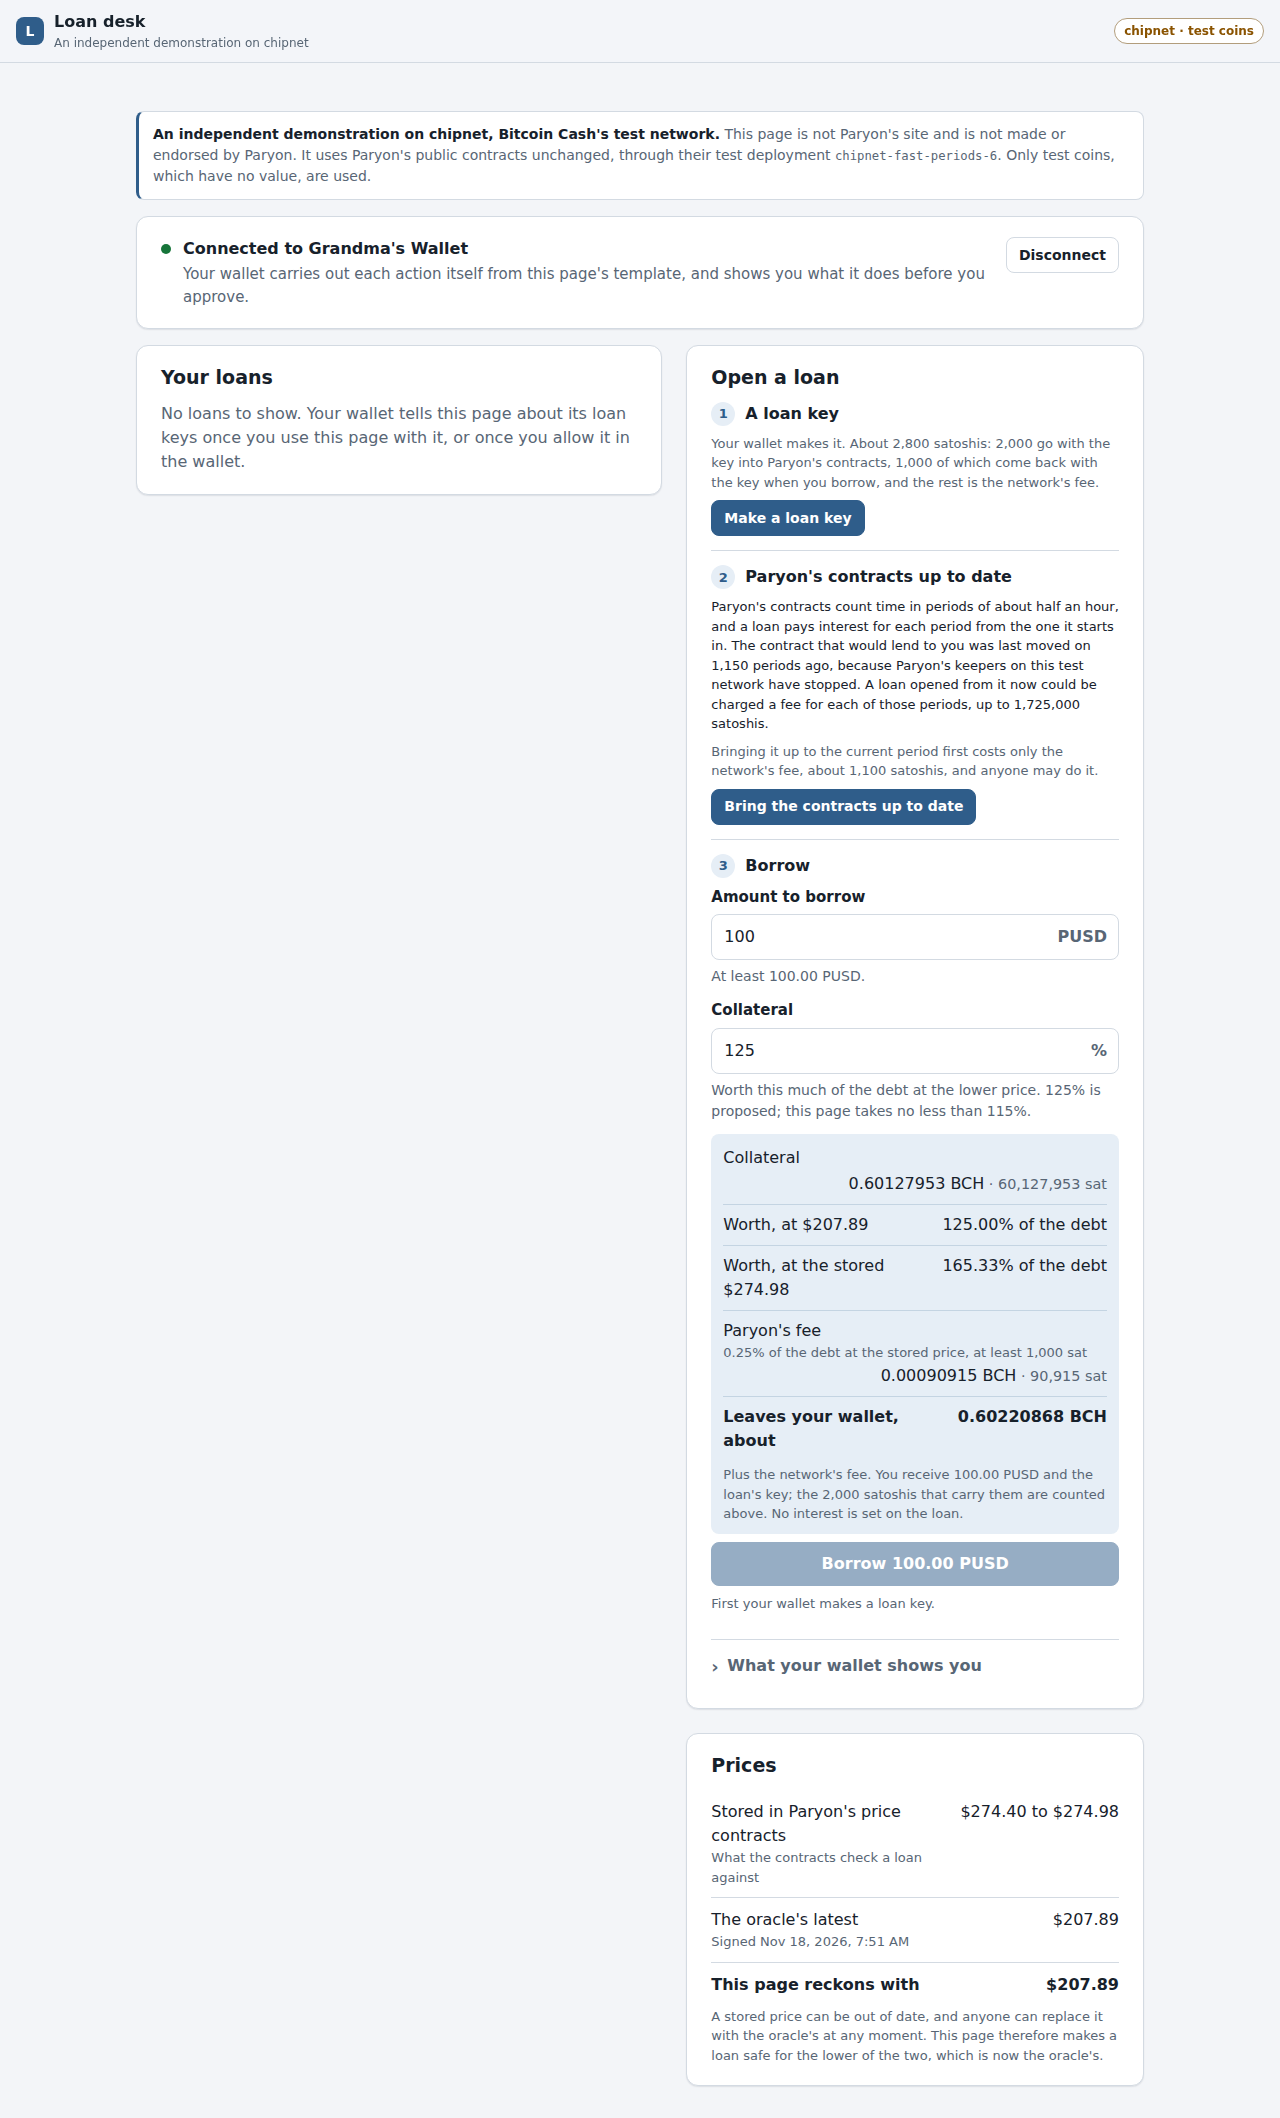 L
Loan desk
An independent demonstration on chipnet
chipnet · test coins
An independent demonstration on chipnet, Bitcoin Cash's test network. This page is not Paryon's site and is not made or
endorsed by Paryon. It uses Paryon's public contracts unchanged, through their test deployment chipnet-fast-periods-6. Only test coins,
which have no value, are used.
Connected to Grandma's Wallet
Your wallet carries out each action itself from this page's template, and shows you what it does before you
approve.
Disconnect
Your loans
No loans to show. Your wallet tells this page about its loan
keys once you use this page with it, or once you allow it in
the wallet.
Open a loan
1 A loan key
Your wallet makes it. About 2,800 satoshis: 2,000 go with the
key into Paryon's contracts, 1,000 of which come back with
the key when you borrow, and the rest is the network's fee.
Make a loan key
2 Paryon's contracts up to date
Paryon's contracts count time in periods of about half an hour,
and a loan pays interest for each period from the one it starts
in. The contract that would lend to you was last moved on
1,150 periods ago, because Paryon's keepers on this test
network have stopped. A loan opened from it now could be
charged a fee for each of those periods, up to 1,725,000
satoshis.
Bringing it up to the current period first costs only the
network's fee, about 1,100 satoshis, and anyone may do it.
Bring the contracts up to date
3 Borrow
Amount to borrow
100 PUSD
At least 100.00 PUSD.
Collateral
125 %
Worth this much of the debt at the lower price. 125% is
proposed; this page takes no less than 115%.
Collateral
0.60127953 BCH · 60,127,953 sat
Worth, at $207.89 125.00% of the debt
Worth, at the stored 165.33% of the debt
$274.98
Paryon's fee
0.25% of the debt at the stored price, at least 1,000 sat
0.00090915 BCH · 90,915 sat
Leaves your wallet, 0.60220868 BCH
about
Plus the network's fee. You receive 100.00 PUSD and the
loan's key; the 2,000 satoshis that carry them are counted
above. No interest is set on the loan.
Borrow 100.00 PUSD
First your wallet makes a loan key.
› What your wallet shows you
Prices
Stored in Paryon's price $274.40 to $274.98
contracts
What the contracts check a loan
against
The oracle's latest $207.89
Signed Nov 18, 2026, 7:51 AM
This page reckons with $207.89
A stored price can be out of date, and anyone can replace it
with the oracle's at any moment. This page therefore makes a
loan safe for the lower of the two, which is now the oracle's.